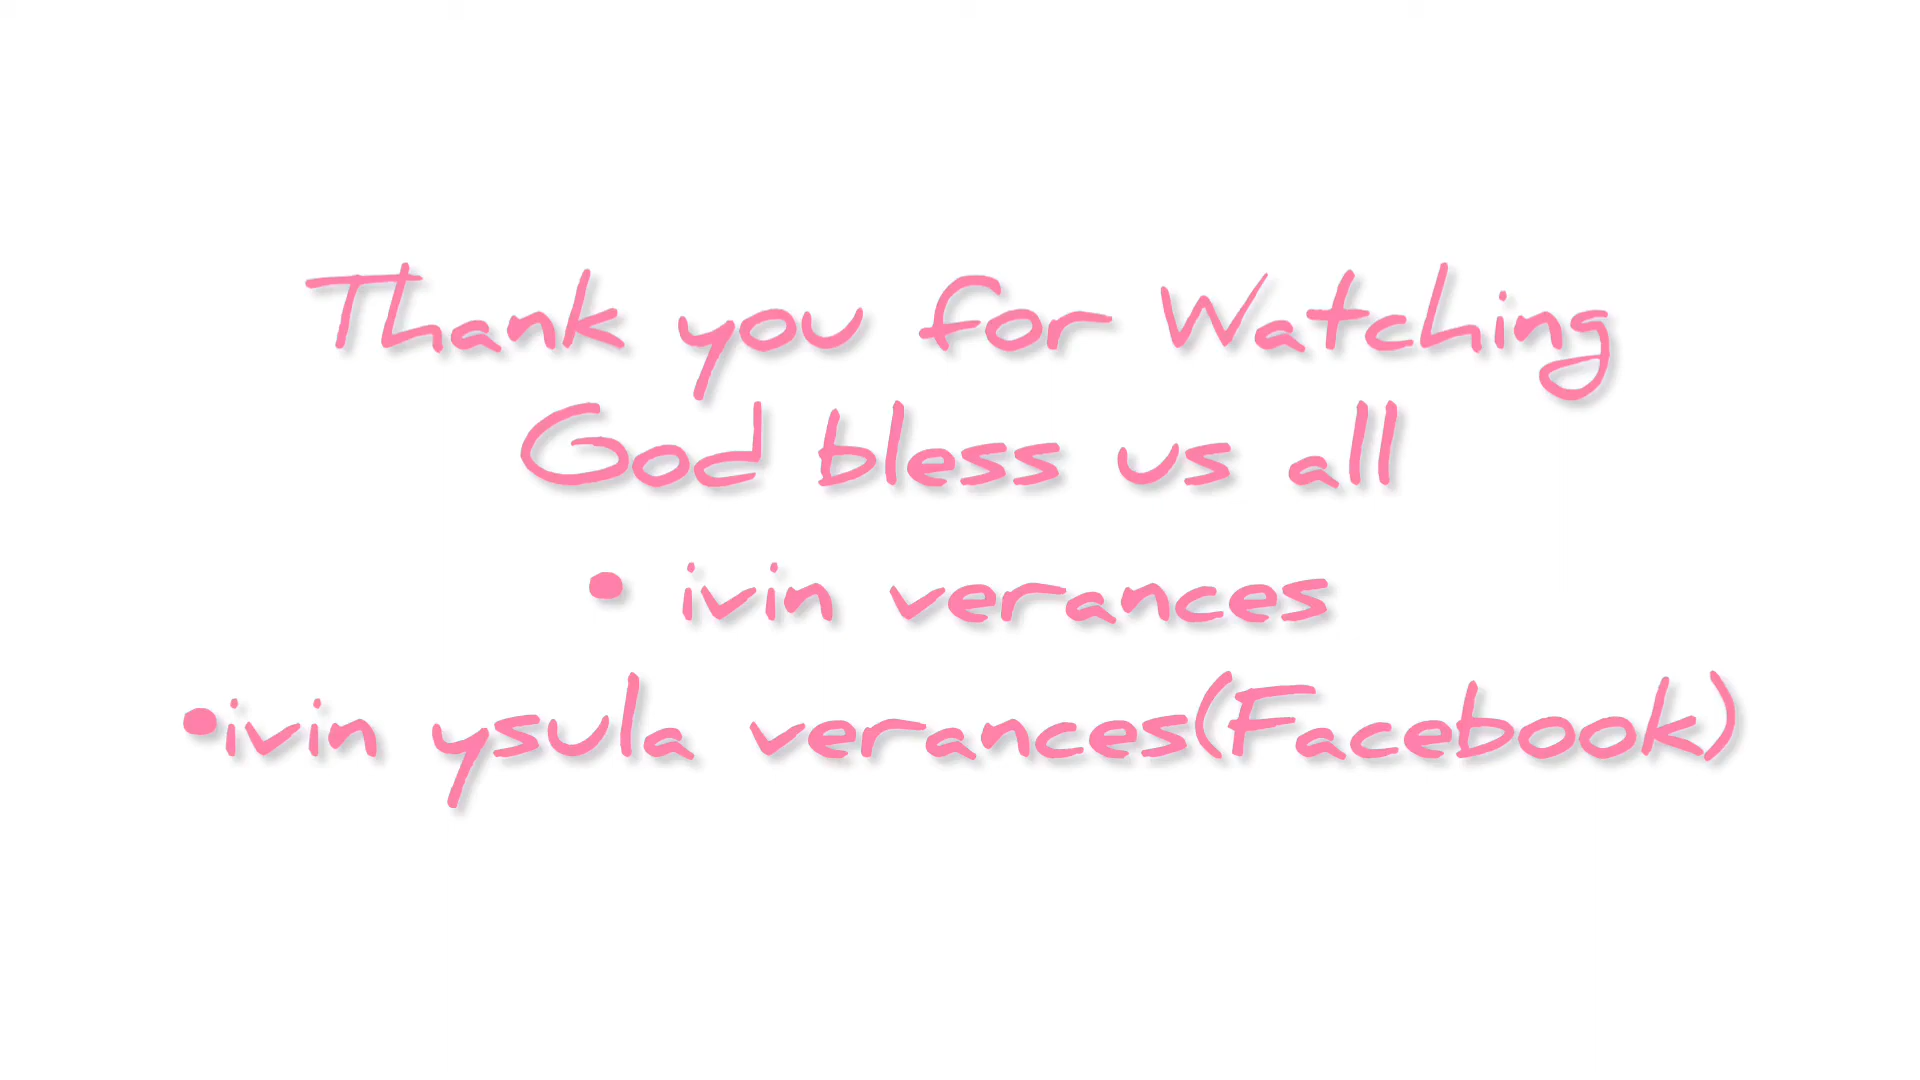 Thank you for Watching
God bless us all
• ivin verances
•ivin ysula verances(Facebook)